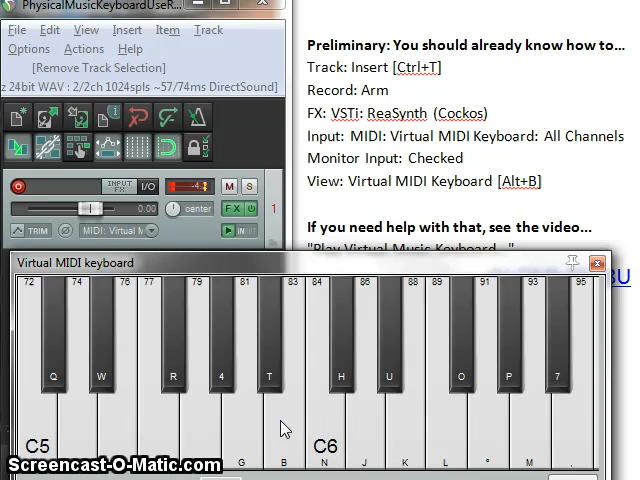 PhysicalMusicKeyboardUseR...
File Edit View Insert Item Track
Options Actions Help
[Remove Track Selection]
z 24bit WAV : 2/2ch 1024spls ~57/74ms DirectSound]
INPUT FX I/O -4. M S
0.00 center FX 1
TRIM MIDI: Virtual M IN
Preliminary: You should already know how to...
Track: Insert [Ctrl+T]
Record: Arm
FX: VSTi: ReaSynth (Cockos)
Input: MIDI: Virtual MIDI Keyboard: All Channels
Monitor Input: Checked
View: Virtual MIDI Keyboard [Alt+B]
If you need help with that, see the video...
"Play Virtual Music Keyboard..."
BU
Virtual MIDI keyboard
72 74 76 77 79 81 83 84 86 88 89 91 93 95
Q W R 4 T H U O P 7
C5 C6
G B N J K L ° M .
Screencast-O-Matic.com